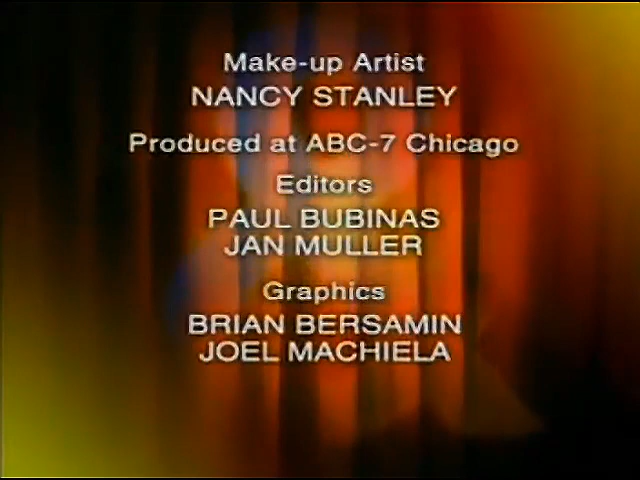 Make-up Artist
NANCY STANLEY
Produced at ABC-7 Chicago
Editors
PAUL BUBINAS
JAN MULLER
Graphics
BRIAN BERSAMIN
JOEL MACHIELA